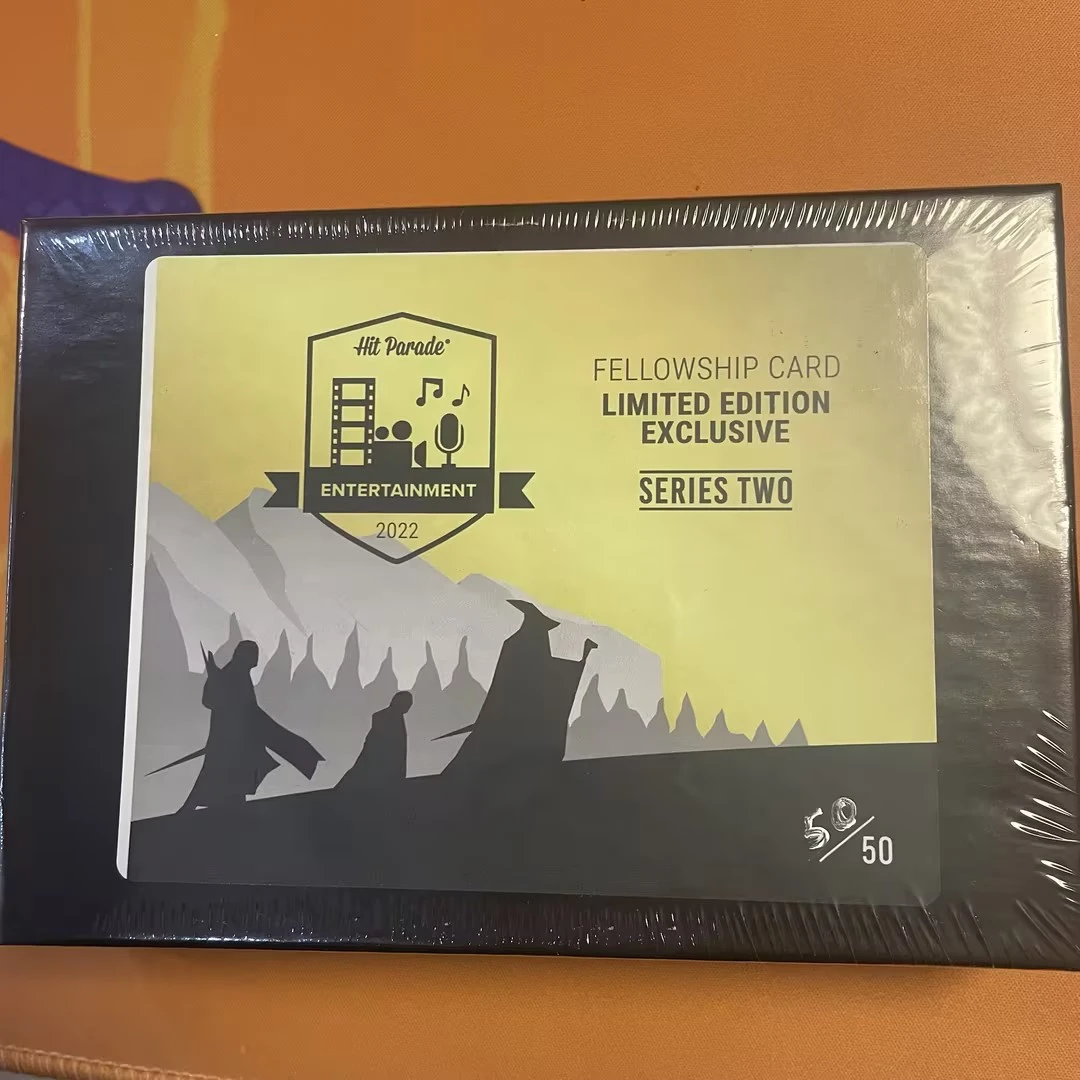 Hit Parade®
ENTERTAINMENT
2022
FELLOWSHIP CARD
LIMITED EDITION
EXCLUSIVE
SERIES TWO
50/50